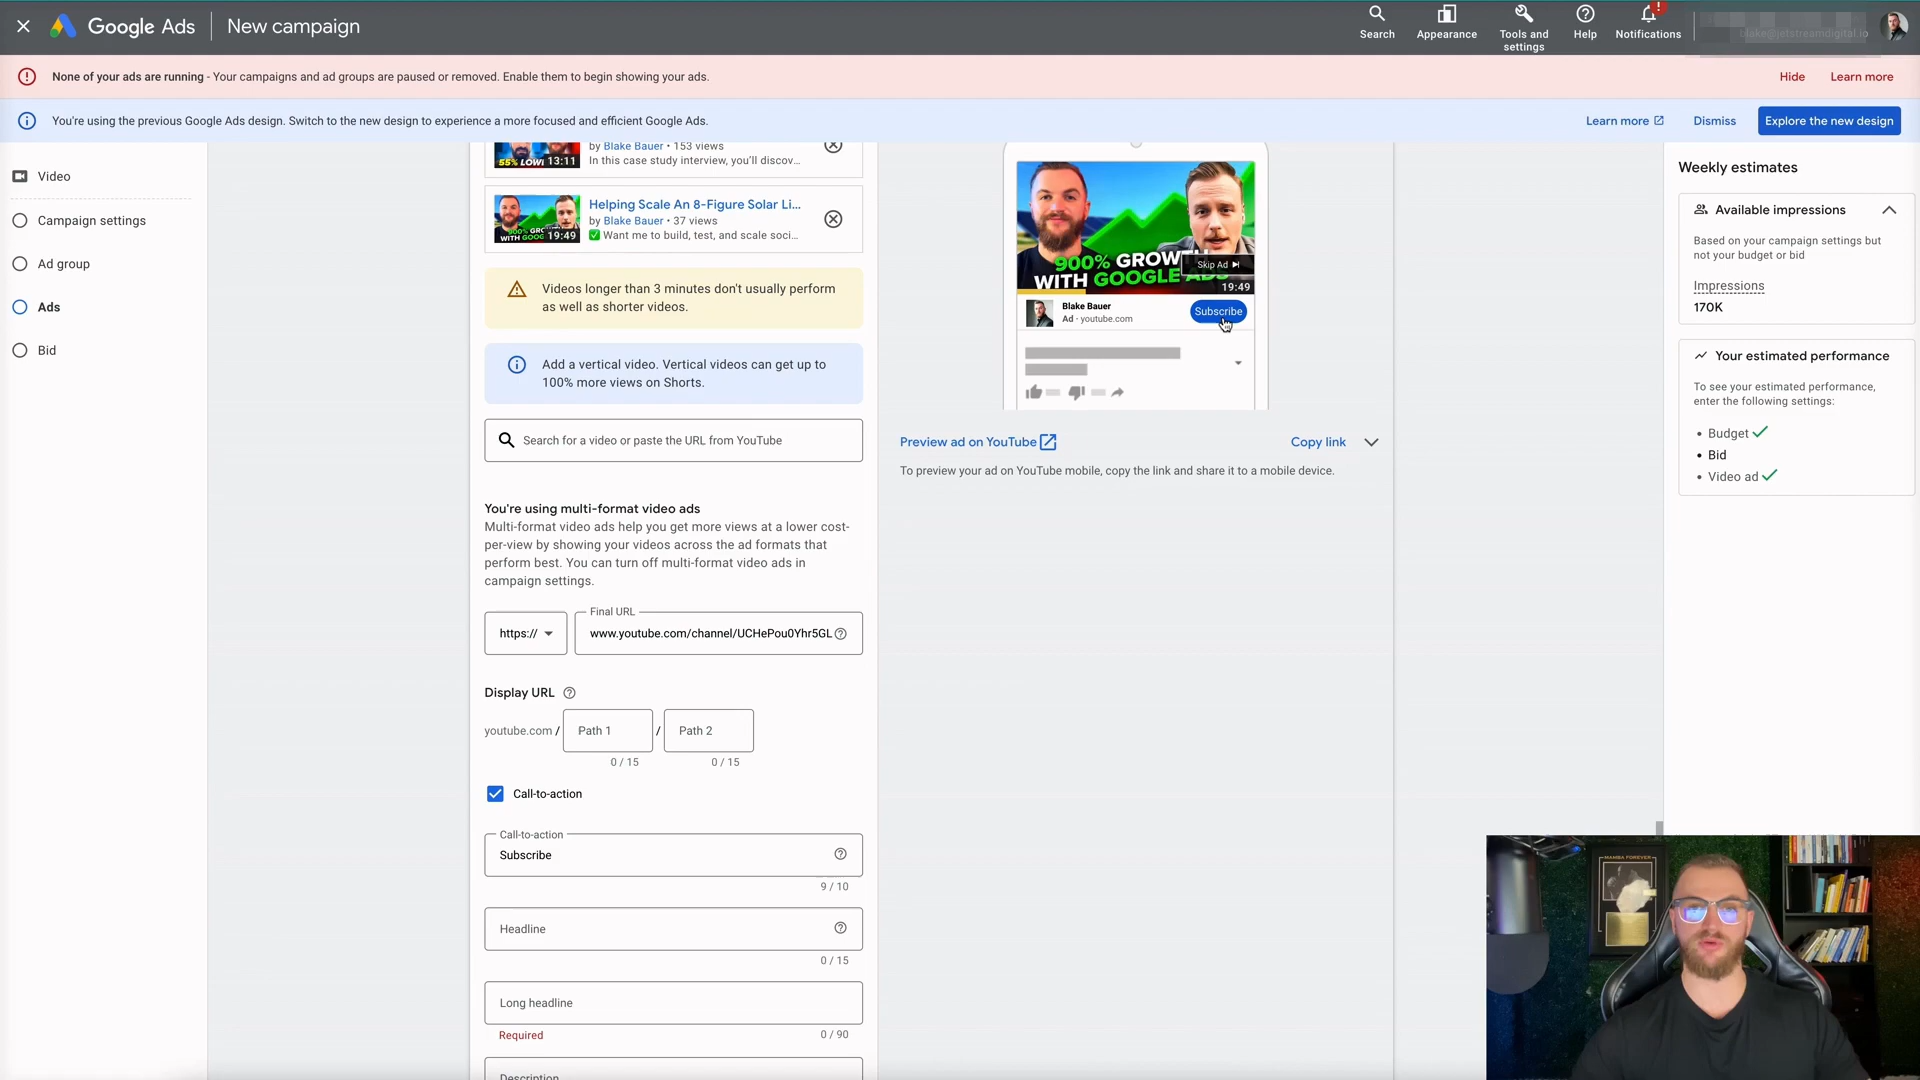 Google Ads
New campaign
Search
Appearance
Tools and
settings
Help
!
Notifications
blake@jetstreamdigital.io
None of your ads are running - Your campaigns and ad groups are paused or removed. Enable them to begin showing your ads.
Hide
Learn more
You're using the previous Google Ads design. Switch to the new design to experience a more focused and efficient Google Ads.
Learn more
Dismiss
Explore the new design
Video
Campaign settings
Ad group
Ads
Bid
55% LOW
13:11
by Blake Bauer • 153 views
In this case study interview, you'll discov...
900% GROW
WITH GOOG
19:49
Helping Scale An 8-Figure Solar Li...
by Blake Bauer • 37 views
✅ Want me to build, test, and scale soci...
Videos longer than 3 minutes don't usually perform
as well as shorter videos.
Add a vertical video. Vertical videos can get up to
100% more views on Shorts.
Search for a video or paste the URL from YouTube
You're using multi-format video ads
Multi-format video ads help you get more views at a lower cost-
per-view by showing your videos across the ad formats that
perform best. You can turn off multi-format video ads in
campaign settings.
https://
Final URL
www.youtube.com/channel/UCHePou0Yhr5GL
Display URL
youtube.com /
Path 1
/
Path 2
0 / 15
0 / 15
Call-to-action
Call-to-action
Subscribe
9 / 10
Headline
0 / 15
Long headline
Required
0 / 90
Description
900% GROWTH
WITH GOOGLE ADS
Skip Ad
19:49
Blake Bauer
Ad - youtube.com
Subscribe
Preview ad on YouTube
Copy link
To preview your ad on YouTube mobile, copy the link and share it to a mobile device.
Weekly estimates
Available impressions
Based on your campaign settings but
not your budget or bid
Impressions
170K
Your estimated performance
To see your estimated performance,
enter the following settings:
• Budget
• Bid
• Video ad
MAMBA FOREVER